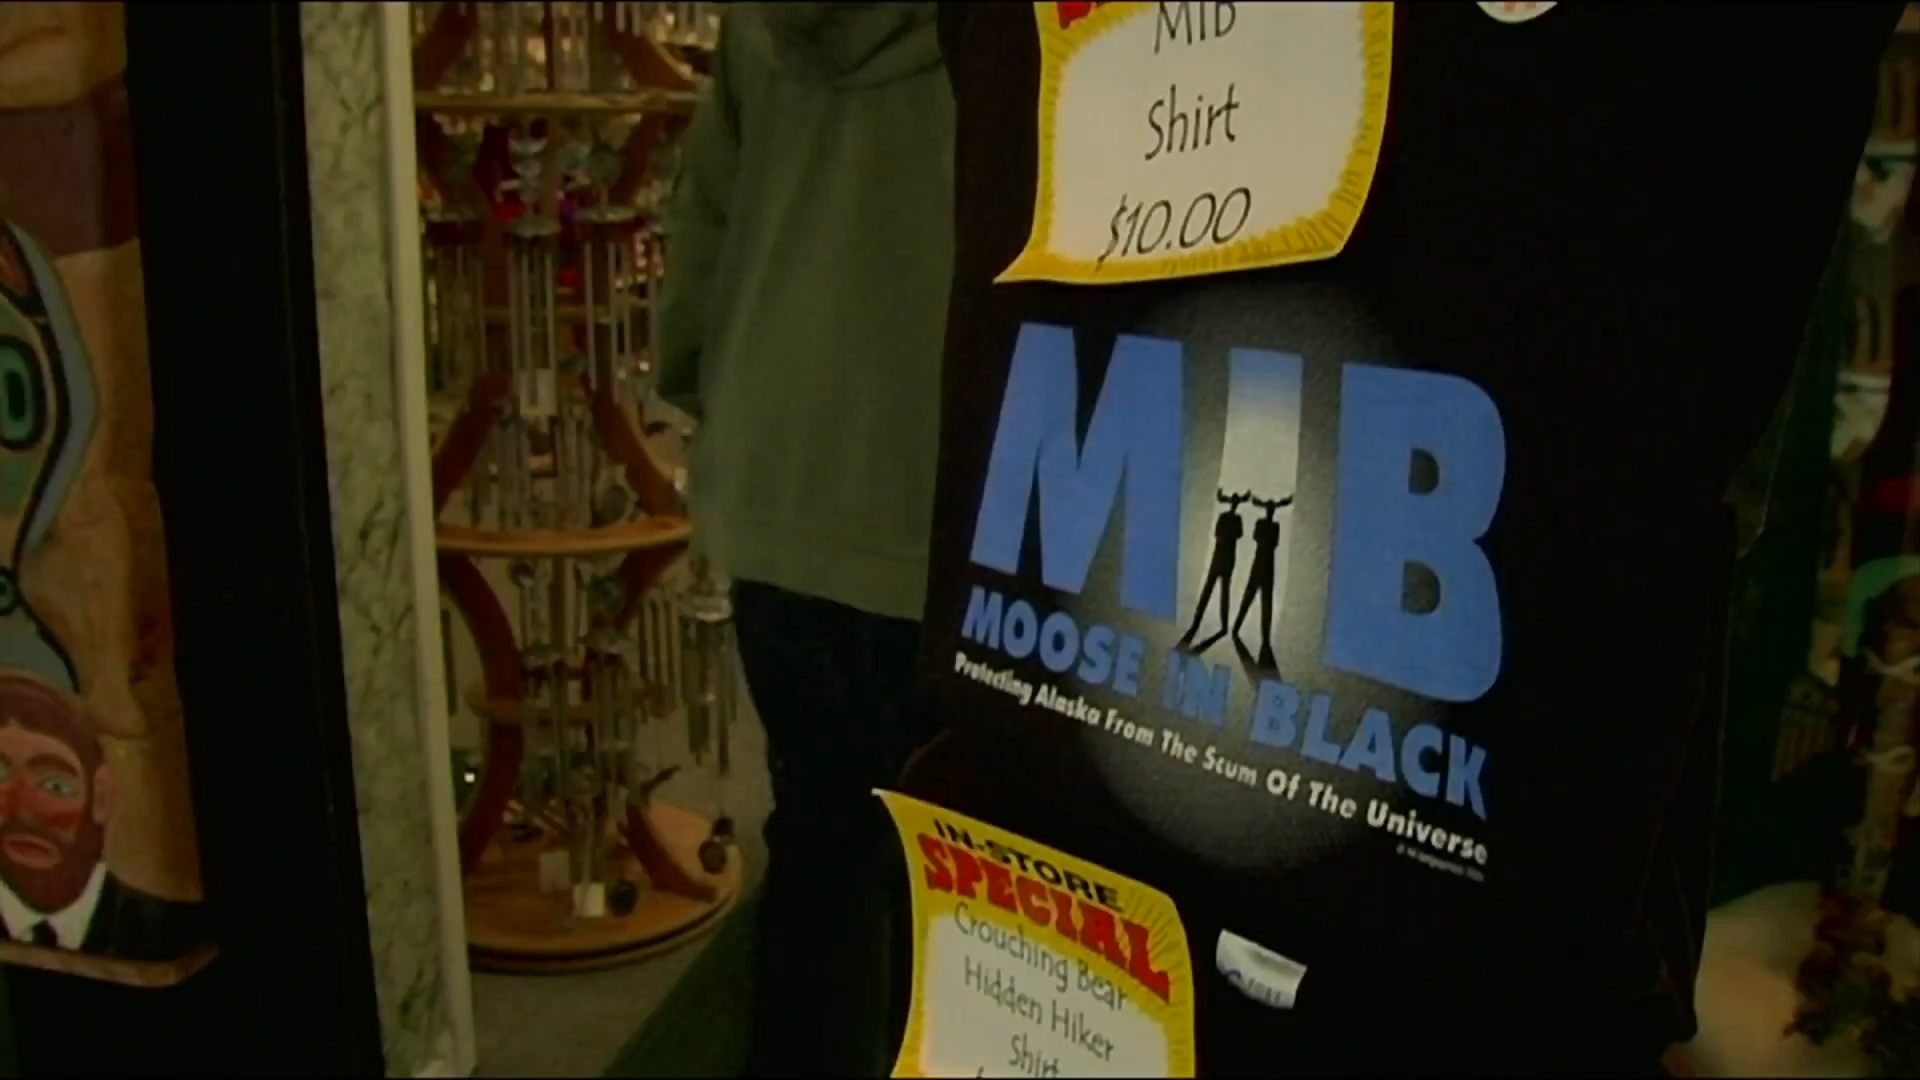 MIB
Shirt
$10.00
MIB
MOOSE IN BLACK
Protecting Alaska From The Scum Of The Universe
IN-STORE
SPECIAL
Crouching Bear
Hidden Hiker
Shirt